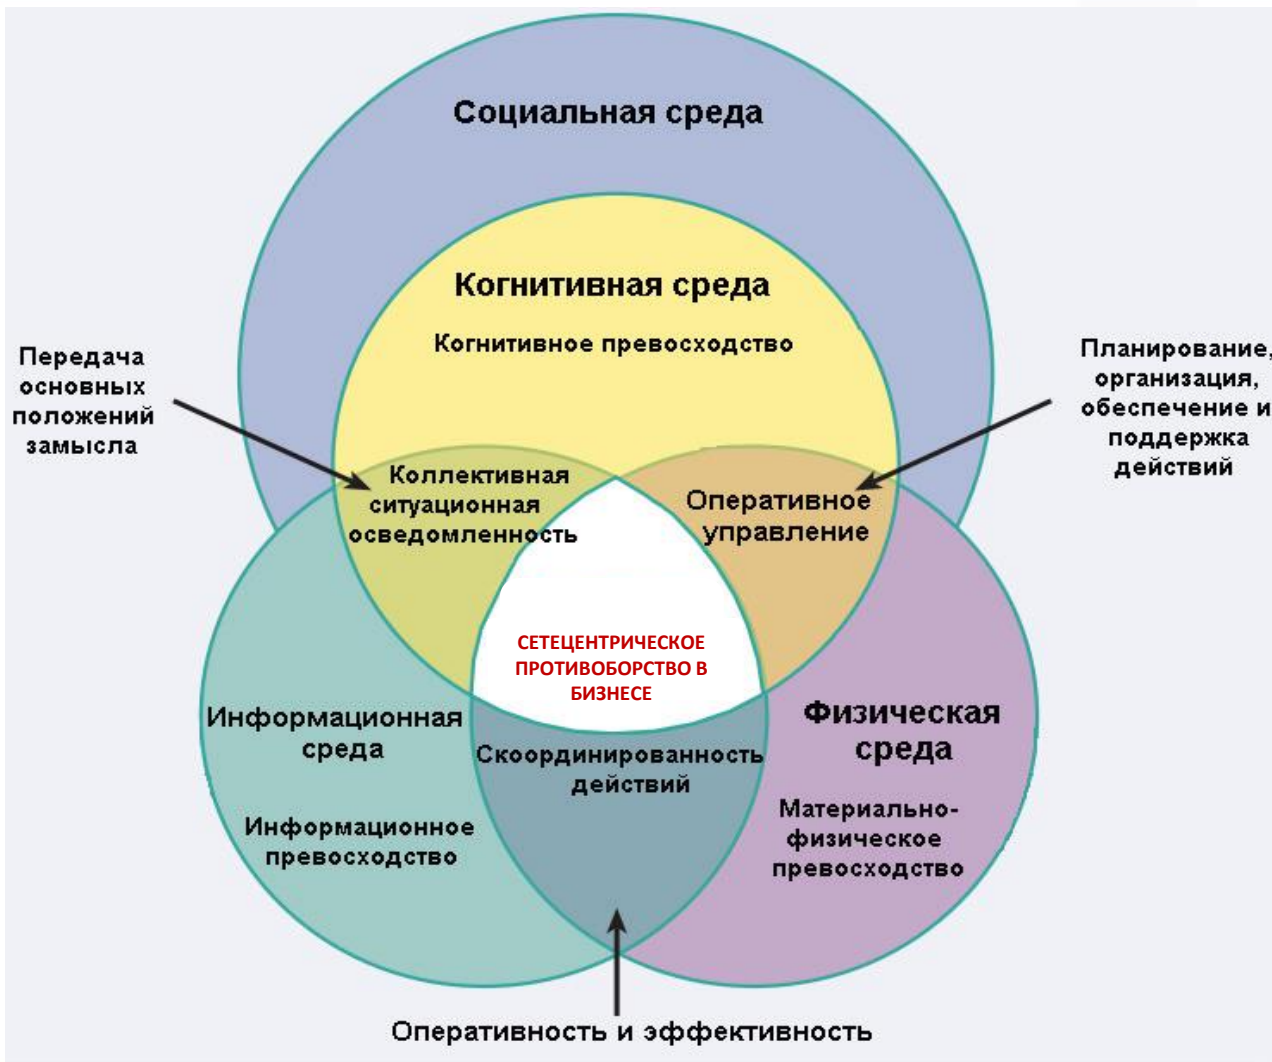 Социальная среда
Когнитивная среда
Когнитивное превосходство
Передача
основных
положений
замысла
Планирование,
организация,
обеспечение и
поддержка
действий
Коллективная
ситуационная
осведомленность
Оперативное
управление
СЕТЕЦЕНТРИЧЕСКОЕ
ПРОТИВОБОРСТВО В
БИЗНЕСЕ
Информационная
среда
Информационное
превосходство
Скоординированность
действий
Физическая
среда
Материально-
физическое
превосходство
Оперативность и эффективность